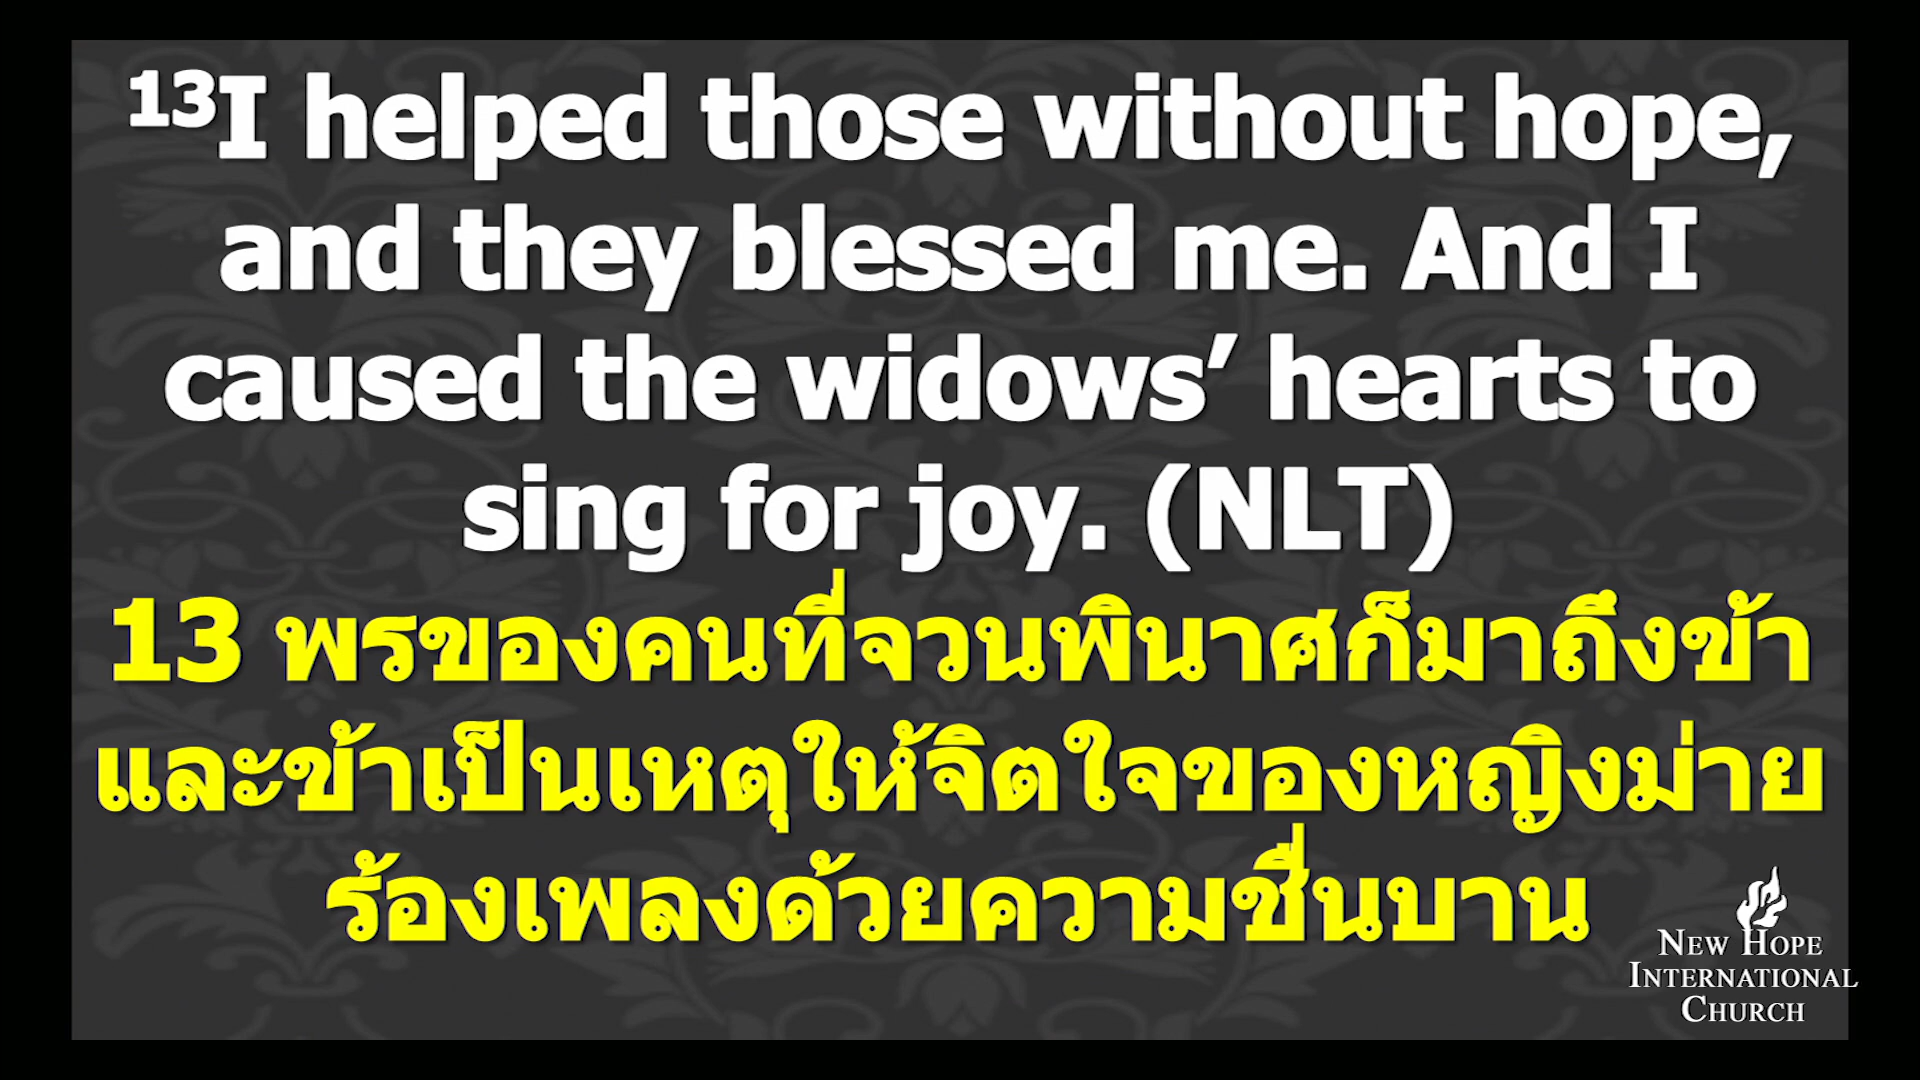 13I helped those without hope,
and they blessed me. And I
caused the widows’ hearts to
sing for joy. (NLT)
13 พรของคนที่จวนพินาศก็มาถึงข้า
และข้าเป็นเหตุให้จิตใจของหญิงม่าย
ร้องเพลงด้วยความชื่นบาน
NEW HOPE
INTERNATIONAL
CHURCH